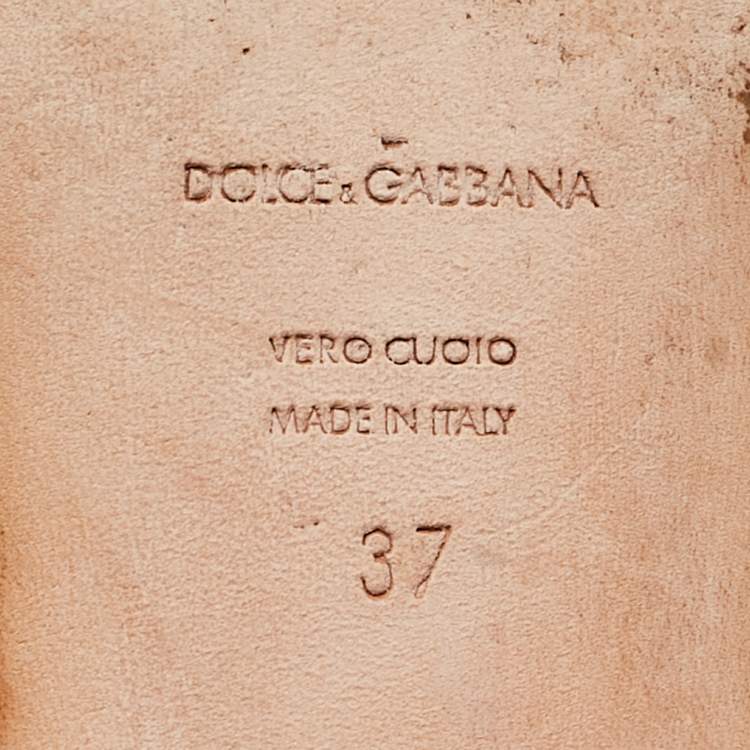 DOLCE & GABBANA
VERO CUOIO
MADE IN ITALY
37